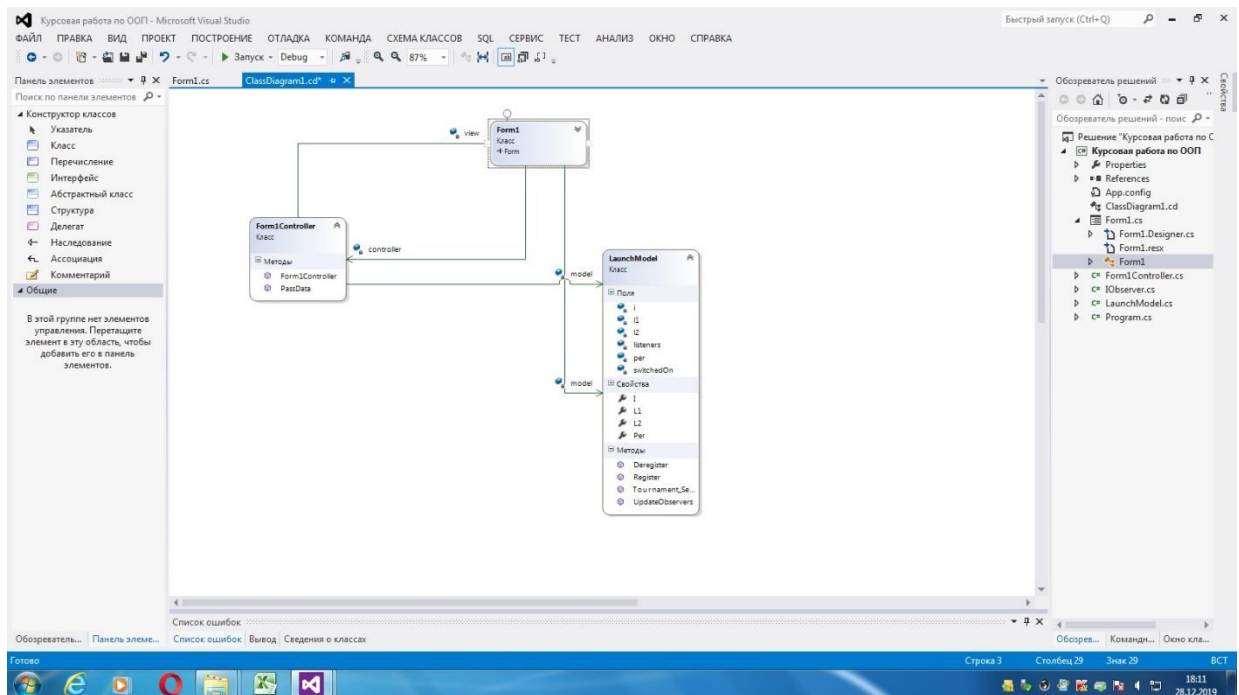 Курсовая работа по ООП - Microsoft Visual Studio
Быстрый запуск (Ctrl+Q)
ФАЙЛ ПРАВКА ВИД ПРОЕКТ ПОСТРОЕНИЕ ОТЛАДКА КОМАНДА СХЕМА КЛАССОВ SQL СЕРВИС ТЕСТ АНАЛИЗ ОКНО СПРАВКА
Запуск - Debug 87%
Панель элементов
Поиск по панели элементов
Конструктор классов
Указатель
Класс
Перечисление
Интерфейс
Абстрактный класс
Структура
Делегат
Наследование
Ассоциация
Комментарий
Общие
В этой группе нет элементов
управления. Перетащите
элемент в эту область, чтобы
добавить его в панель
элементов.
Обозреватель... Панель элеме...
Form1.cs ClassDiagram1.cd*
view
Form1
Класс
Form
Form1Controller
Класс
Методы
Form1Controller
PassData
controller
model
model
LaunchModel
Класс
Поля
i
l1
l2
listeners
per
switchedOn
Свойства
I
L1
L2
Per
Методы
Deregister
Register
Tournament_Se...
UpdateObservers
Список ошибок
Список ошибок Вывод Сведения о классах
Обозреватель решений
Обозреватель решений - поис
Решение "Курсовая работа по О
Курсовая работа по ООП
Properties
References
App.config
ClassDiagram1.cd
Form1.cs
Form1.Designer.cs
Form1.resx
Form1
Form1Controller.cs
IObserver.cs
LaunchModel.cs
Program.cs
Обозрев... Командн... Окно кла...
Свойства
Готово
Строка 3 Столбец 29 Знак 29 ВСТ
18:11
28.12.2019